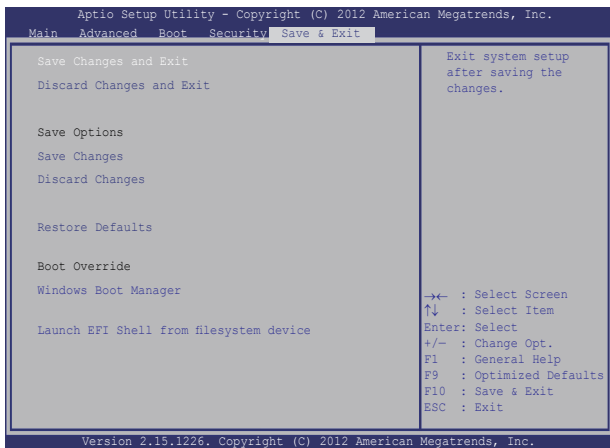 Aptio Setup Utility - Copyright (C) 2012 American Megatrends, Inc.
Main Advanced Boot Security Save & Exit
Save Changes and Exit
Discard Changes and Exit
Save Options
Save Changes
Discard Changes
Restore Defaults
Boot Override
Windows Boot Manager
Launch EFI Shell from filesystem device
Exit system setup
after saving the
changes.
→← : Select Screen
↑↓ : Select Item
Enter: Select
+/— : Change Opt.
F1 : General Help
F9 : Optimized Defaults
F10 : Save & Exit
ESC : Exit
Version 2.15.1226. Copyright (C) 2012 American Megatrends, Inc.